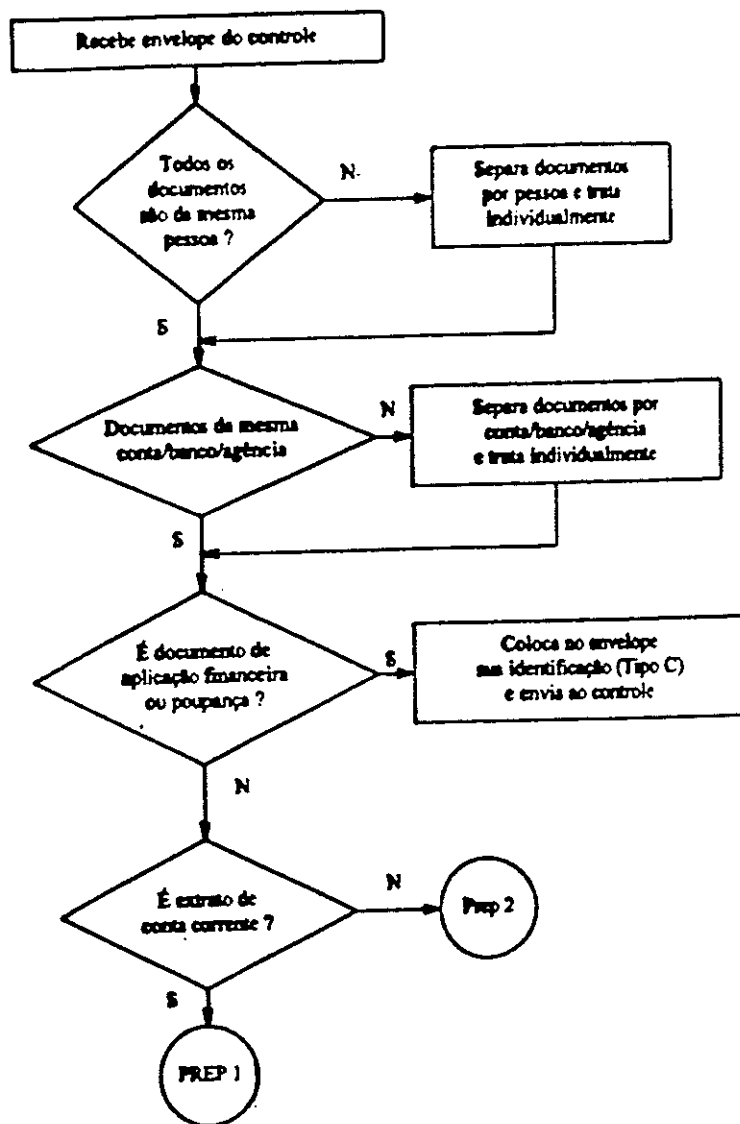 Recebe envelope do controle
Todos os
documentos
são da mesma
pessoa ?
N
Separa documentos
por pessoa e trata
individualmente
S
Documentos da mesma
conta/banco/agência
N
Separa documentos por
conta/banco/agência
e trata individualmente
S
É documento de
aplicação financeira
ou poupança ?
S
Coloca no envelope
sua identificação (Tipo C)
e envia ao controle
N
É extrato de
conta corrente ?
N
Prep 2
S
PREP 1